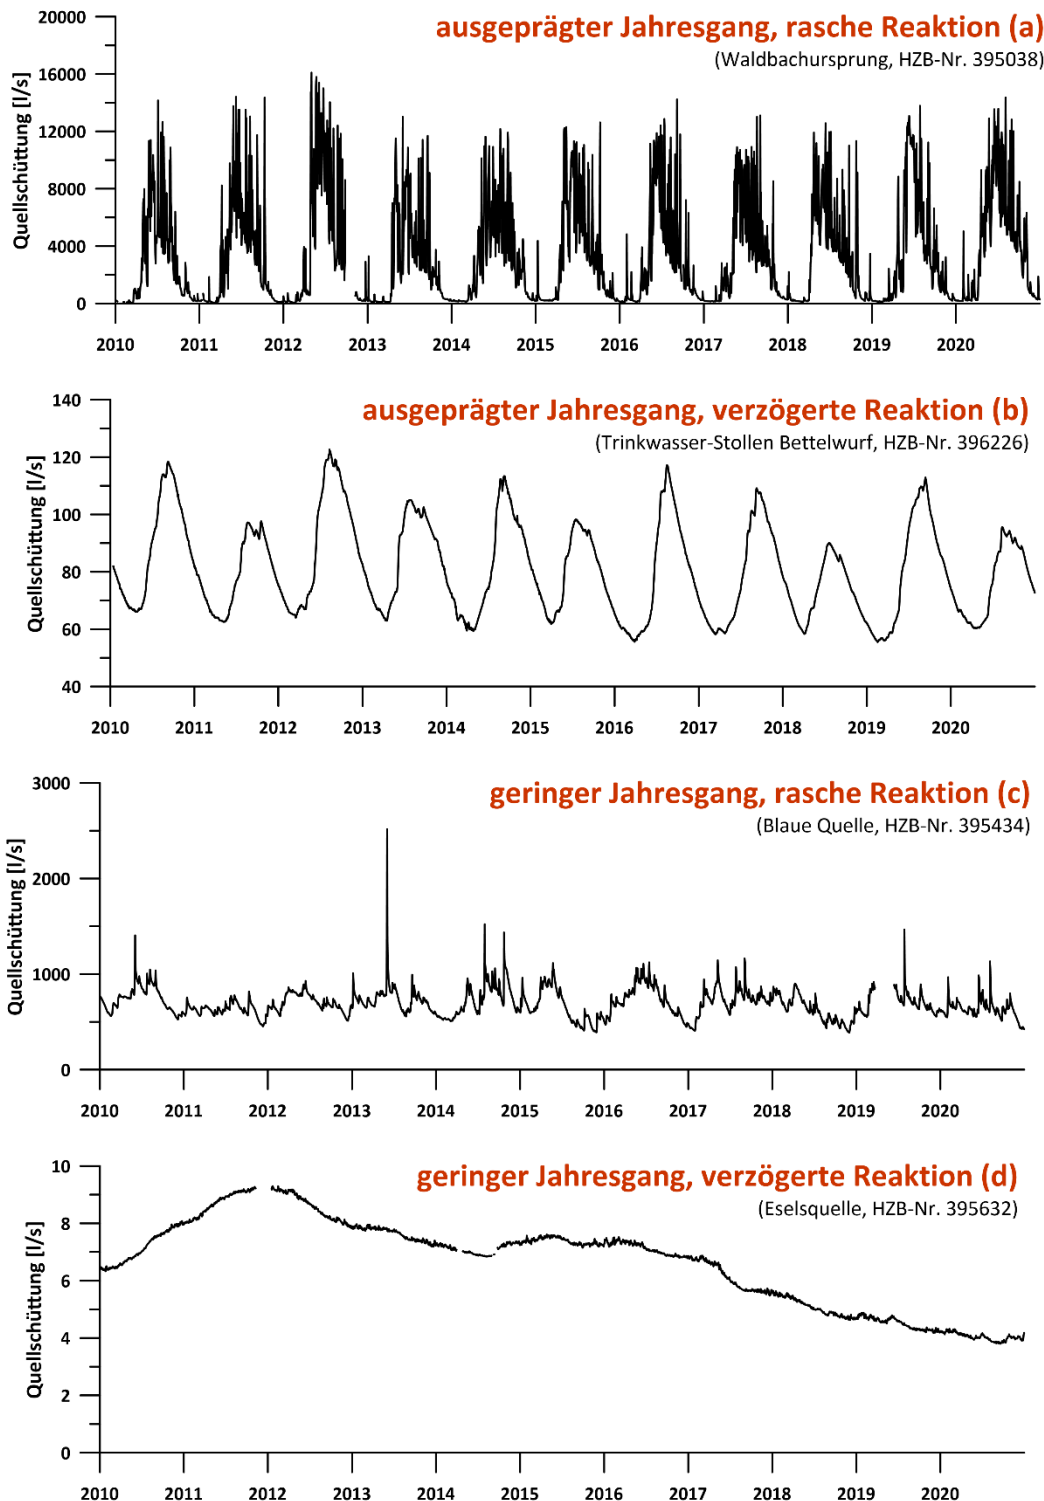 ausgeprägter Jahresgang, rasche Reaktion (a)
(Waldbachursprung, HZB-Nr. 395038)
Quellschüttung [l/s]
20000
16000
12000
8000
4000
0
2010 2011 2012 2013 2014 2015 2016 2017 2018 2019 2020
ausgeprägter Jahresgang, verzögerte Reaktion (b)
(Trinkwasser-Stollen Bettelwurf, HZB-Nr. 396226)
Quellschüttung [l/s]
140
120
100
80
60
40
2010 2011 2012 2013 2014 2015 2016 2017 2018 2019 2020
geringer Jahresgang, rasche Reaktion (c)
(Blaue Quelle, HZB-Nr. 395434)
Quellschüttung [l/s]
3000
2000
1000
0
2010 2011 2012 2013 2014 2015 2016 2017 2018 2019 2020
geringer Jahresgang, verzögerte Reaktion (d)
(Eselsquelle, HZB-Nr. 395632)
Quellschüttung [l/s]
10
8
6
4
2
0
2010 2011 2012 2013 2014 2015 2016 2017 2018 2019 2020